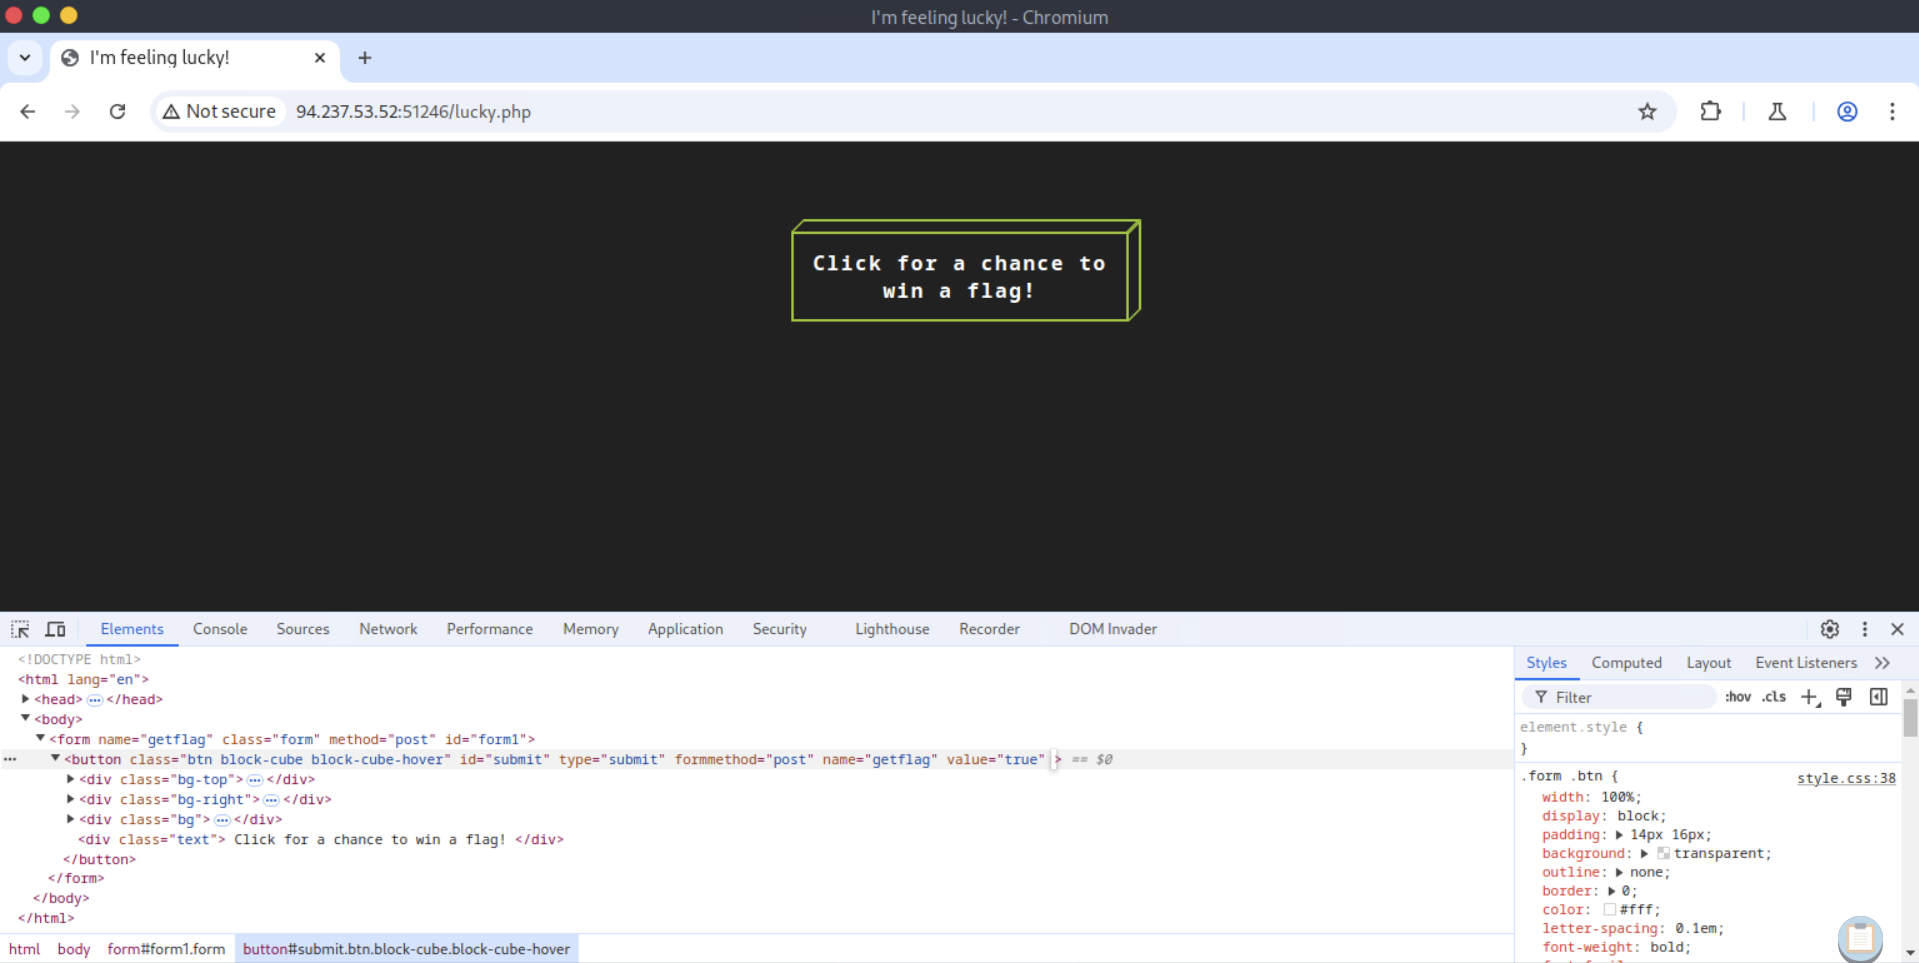 I'm feeling lucky! - Chromium
I'm feeling lucky!
Not secure 94.237.53.52:51246/lucky.php
Click for a chance to
win a flag!
Elements Console Sources Network Performance Memory Application Security Lighthouse Recorder DOM Invader
<!DOCTYPE html>
<html lang="en">
<head> ••• </head>
<body>
<form name="getflag" class="form" method="post" id="form1">
••• <button class="btn block-cube block-cube-hover" id="submit" type="submit" formmethod="post" name="getflag" value="true" > == $0
<div class="bg-top"> ••• </div>
<div class="bg-right"> ••• </div>
<div class="bg"> ••• </div>
<div class="text"> Click for a chance to win a flag! </div>
</button>
</form>
</body>
</html>
html body form#form1.form button#submit.btn.block-cube.block-cube-hover
Styles Computed Layout Event Listeners
Filter :hov .cls
element.style {
}
.form .btn { style.css:38
width: 100%;
display: block;
padding: 14px 16px;
background: transparent;
outline: none;
border: 0;
color: #fff;
letter-spacing: 0.1em;
font-weight: bold;